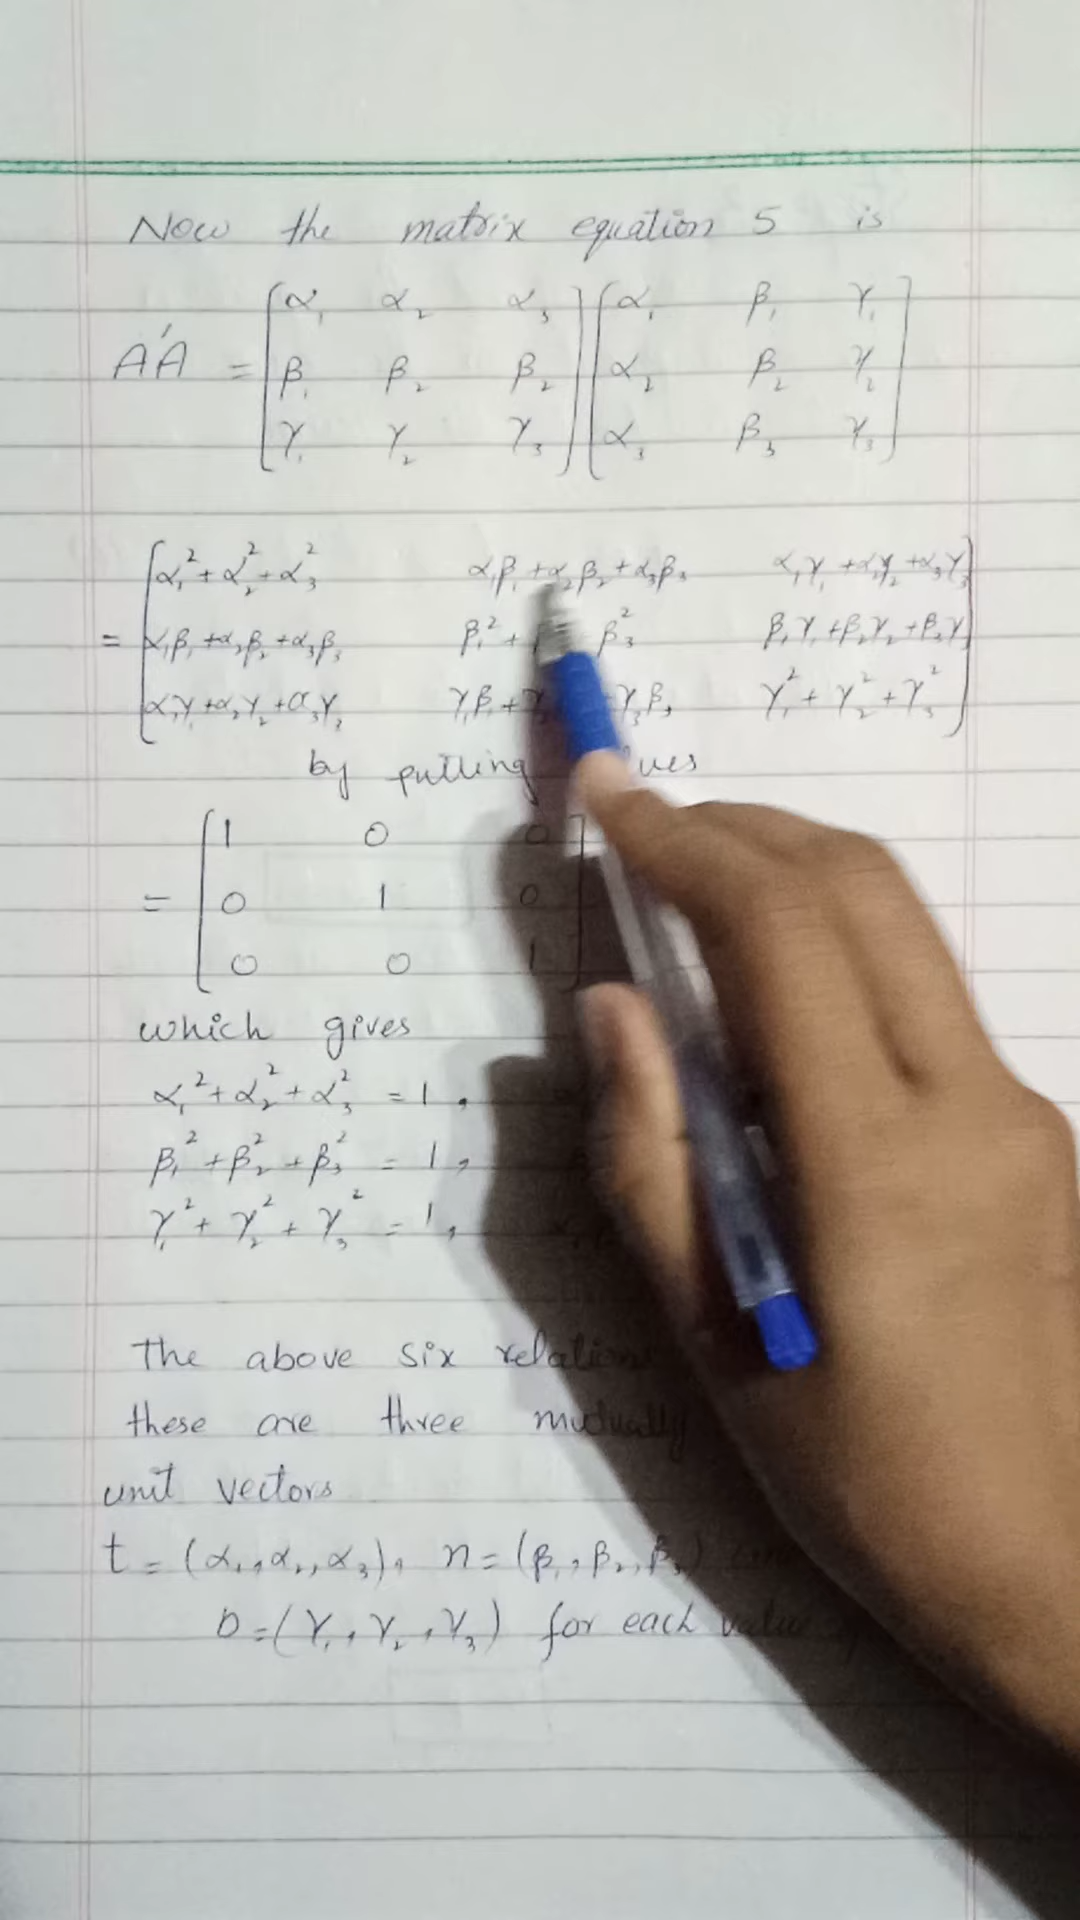 Now the matrix equation 5 is
A'A = [α₁ α₂ α₃] [α₁ β₁ γ₁]
[β₁ β₂ β₂] [α₂ β₂ γ₂]
[γ₁ γ₂ γ₃] [α₃ β₃ γ₃]
[α₁² + α₂² + α₃² α₁β₁ + α₂β₂ + α₃β₃ α₁γ₁ + α₂γ₂ + α₃γ₃]
= [α₁β₁ + α₂β₂ + α₃β₃ β₁² + β₃² β₁γ₁ + β₂γ₂ + β₃γ₃]
[α₁γ₁ + α₂γ₂ + α₃γ₃ γ₁β₁ + γ₃β₃ γ₁² + γ₂² + γ₃²]
by putting
[1 0 0]
= [0 1 0]
[0 0 1]
which gives
α₁² + α₂² + α₃² = 1,
β₁² + β₂² + β₃² = 1,
γ₁² + γ₂² + γ₃² = 1,
The above six
these are three mutually
unit vectors
t = (α₁, α₂, α₃), n = (β₁, β₂, β₃)
b = (γ₁, γ₂, γ₃) for each value